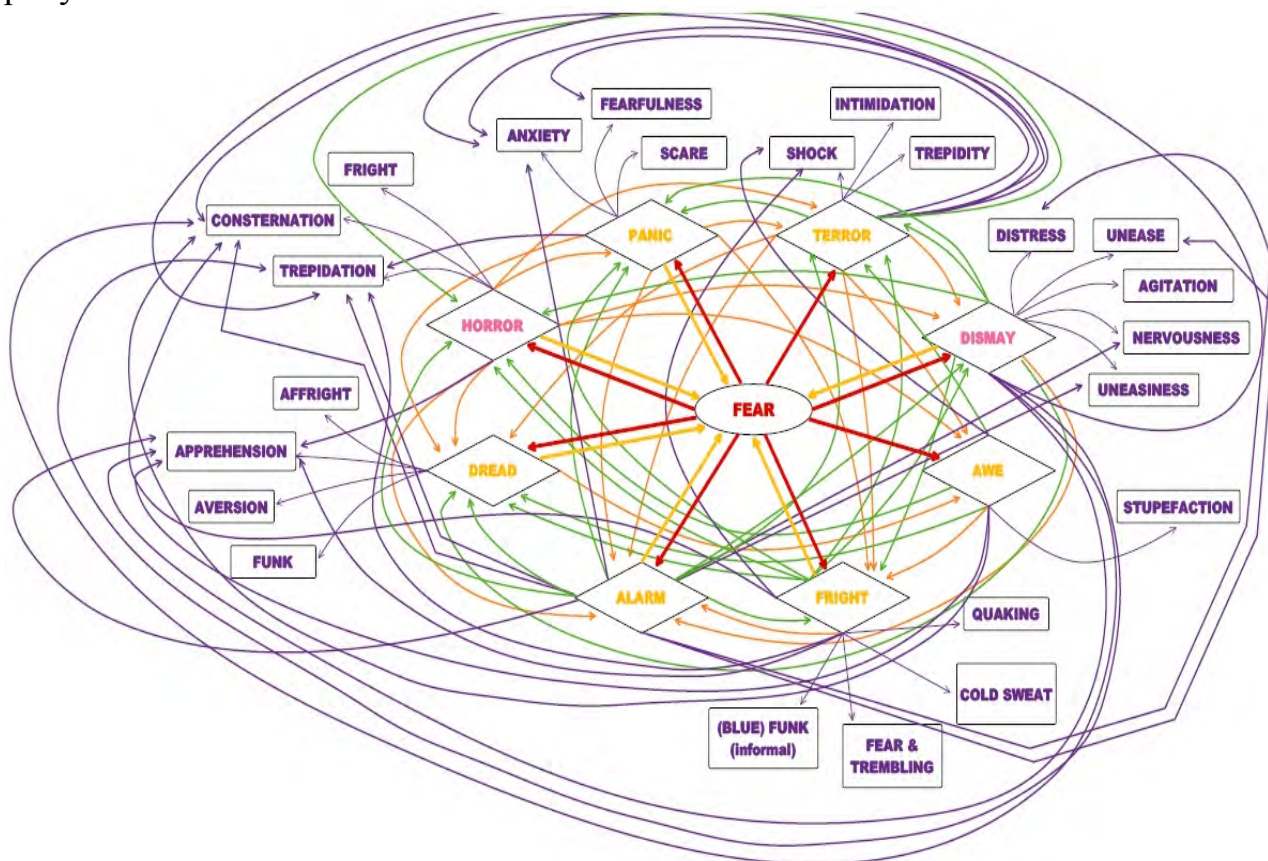 FEARFULNESS
INTIMIDATION
ANXIETY
SCARE
SHOCK
TREPIDITY
FRIGHT
CONSTERNATION
PANIC
TERROR
DISTRESS
UNEASE
TREPIDATION
AGITATION
HORROR
DISMAY
NERVOUSNESS
AFFRIGHT
FEAR
UNEASINESS
APPREHENSION
DREAD
AWE
AVERSION
STUPEFACTION
FUNK
ALARM
FRIGHT
QUAKING
COLD SWEAT
(BLUE) FUNK
(informal)
FEAR &
TREMBLING